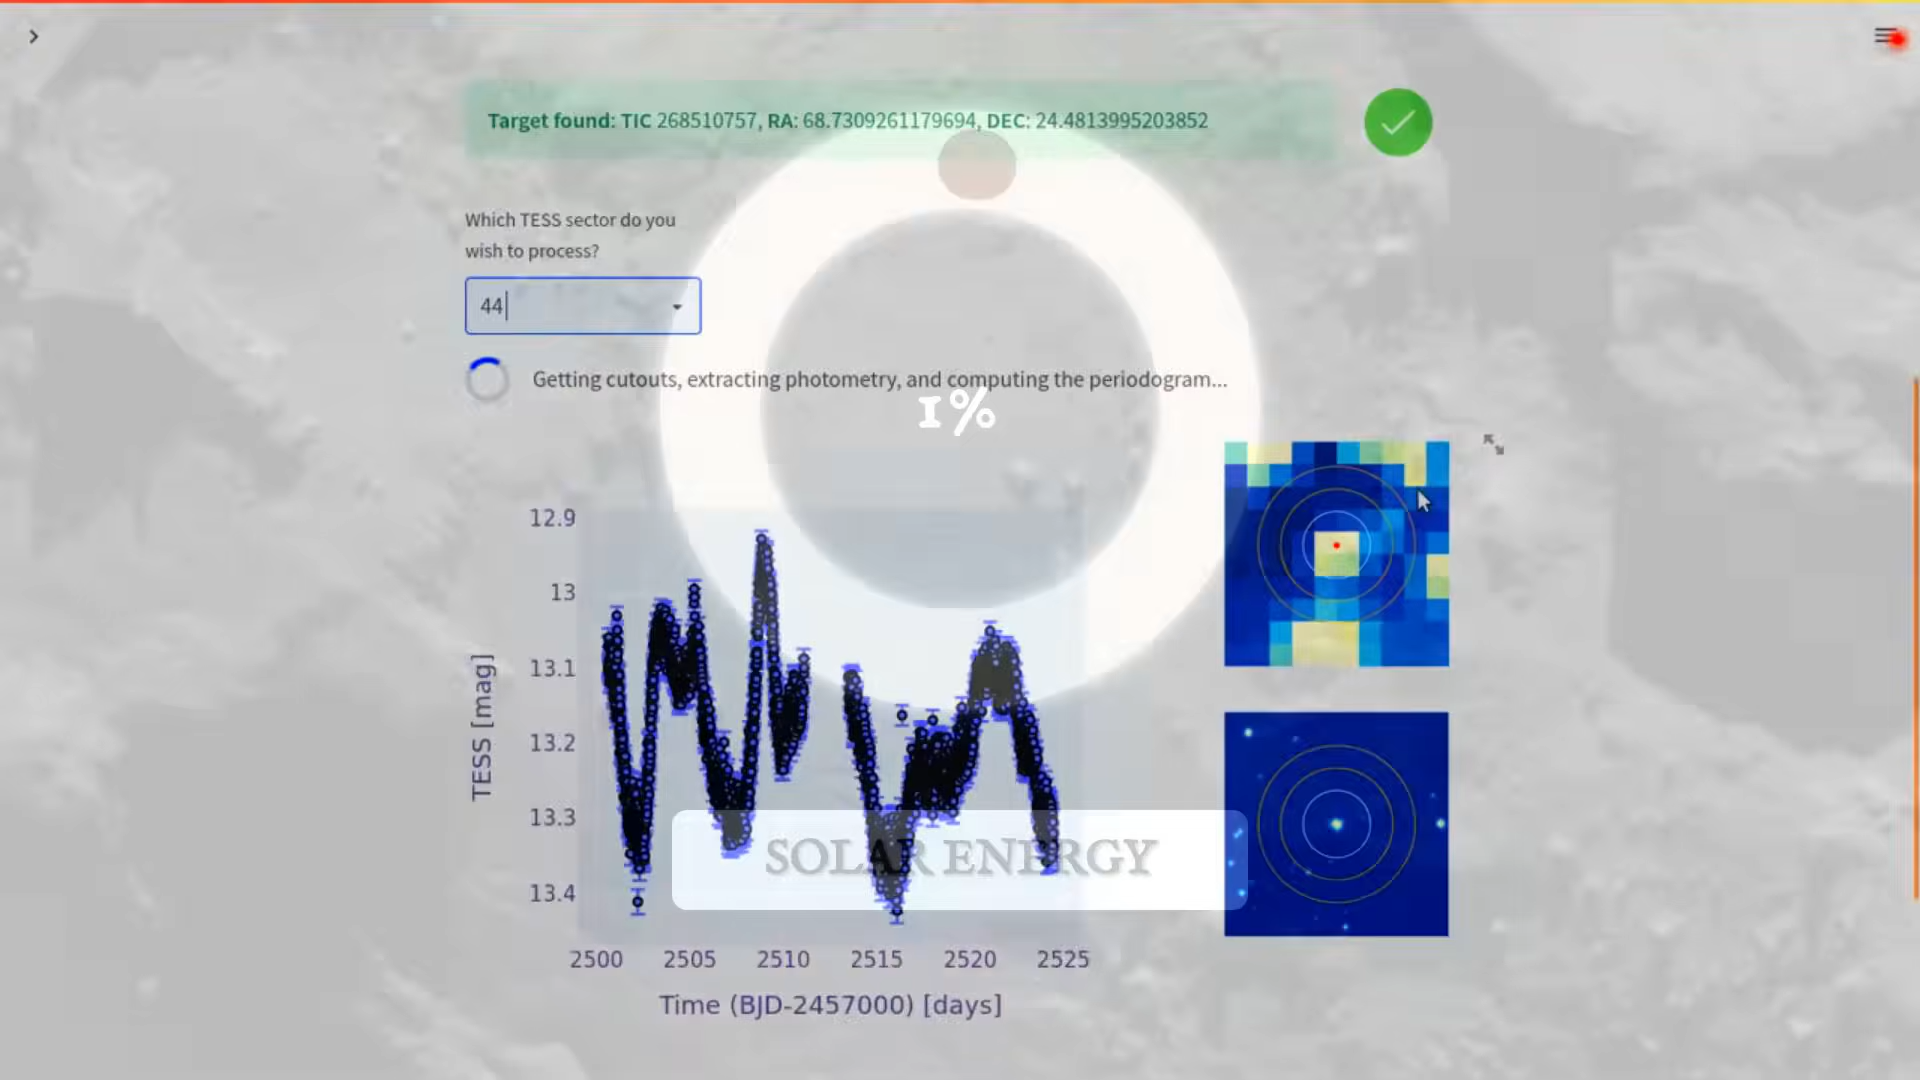 Target found: TIC 268510757, RA: 68.7309261179694, DEC: 24.4813995203852
Which TESS sector do you
wish to process?
44
Getting cutouts, extracting photometry, and computing the periodogram...
1%
12.9
13
13.1
13.2
13.3
13.4
TESS [mag]
SOLAR ENERGY
2500 2505 2510 2515 2520 2525
Time (BJD-2457000) [days]